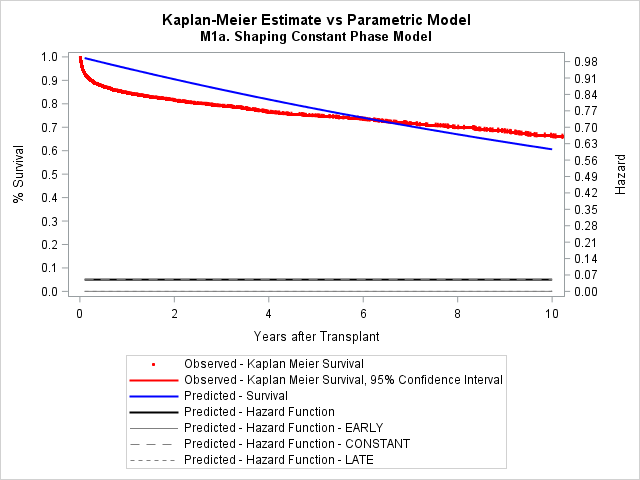 Kaplan-Meier Estimate vs Parametric Model
M1a. Shaping Constant Phase Model
1.0
0.9
0.8
0.7
0.6
0.5
0.4
0.3
0.2
0.1
0.0
% Survival
0.98
0.91
0.84
0.77
0.70
0.63
0.56
0.49
0.42
0.35
0.28
0.21
0.14
0.07
0.00
Hazard
0 2 4 6 8 10
Years after Transplant
Observed - Kaplan Meier Survival
Observed - Kaplan Meier Survival, 95% Confidence Interval
Predicted - Survival
Predicted - Hazard Function
Predicted - Hazard Function - EARLY
Predicted - Hazard Function - CONSTANT
Predicted - Hazard Function - LATE